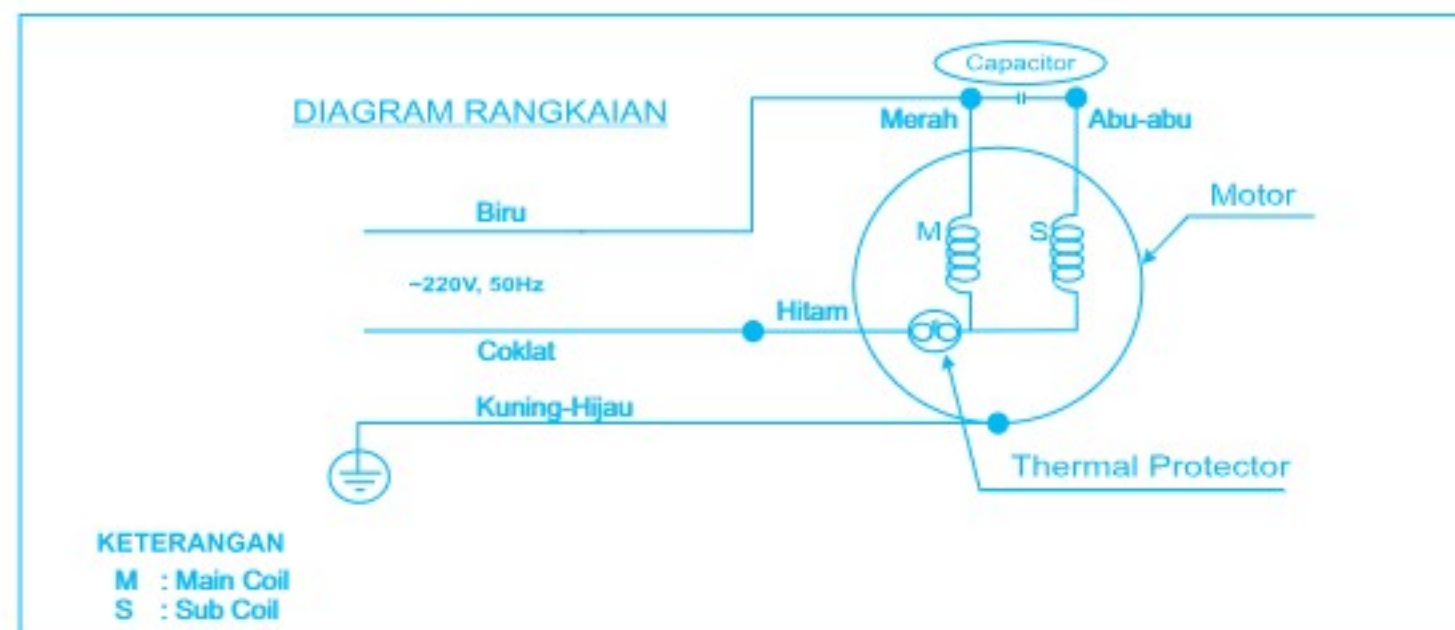 Capacitor
DIAGRAM RANGKAIAN
Merah
Abu-abu
Motor
Biru
M
S
~220V, 50Hz
Hitam
Coklat
Kuning-Hijau
Thermal Protector
KETERANGAN
M : Main Coil
S : Sub Coil